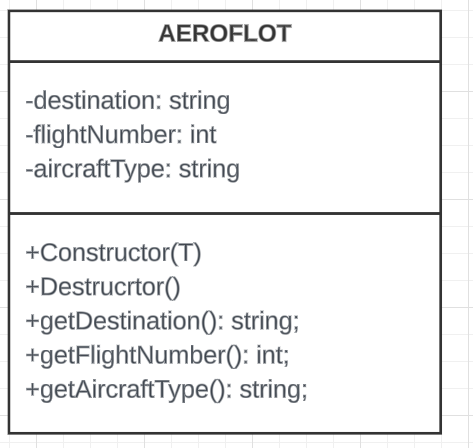 AEROFLOT
-destination: string
-flightNumber: int
-aircraftType: string
+Constructor(T)
+Destrucrtor()
+getDestination(): string;
+getFlightNumber(): int;
+getAircraftType(): string;